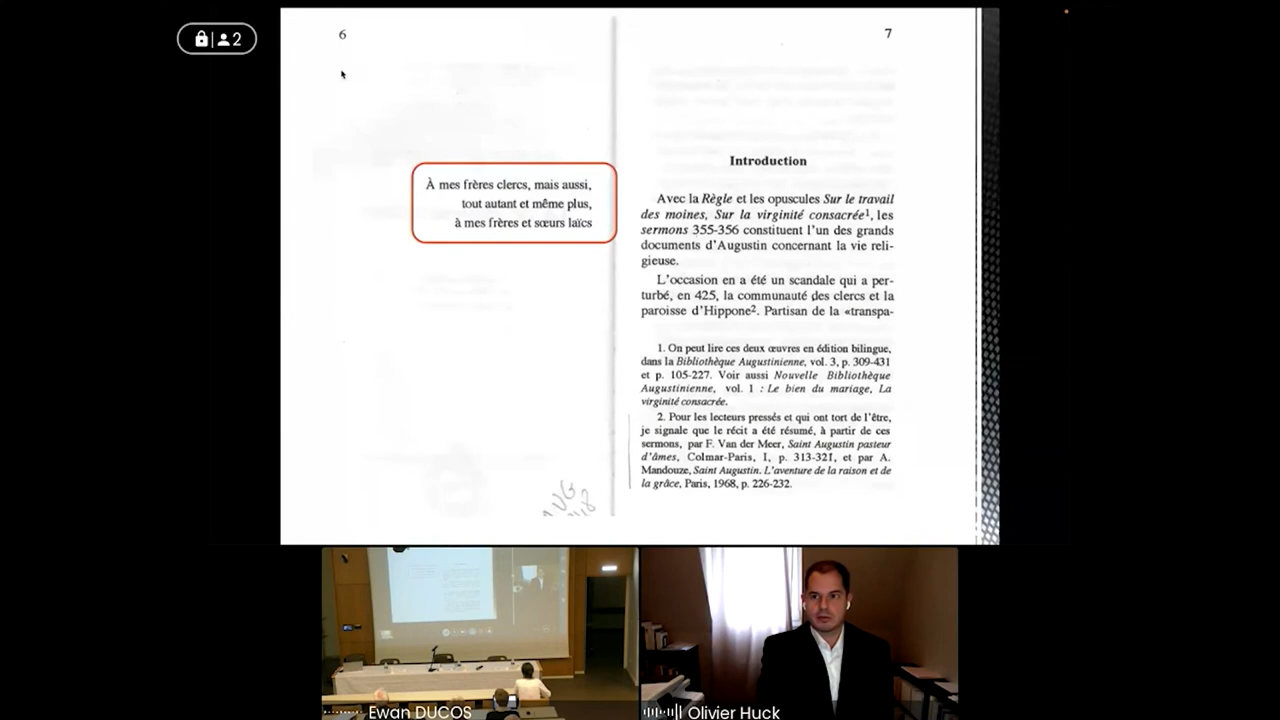 2
6
À mes frères clercs, mais aussi,
tout autant et même plus,
à mes frères et sœurs laïcs
7
Introduction
Avec la Règle et les opuscules Sur le travail
des moines, Sur la virginité consacrée¹, les
sermons 355-356 constituent l'un des grands
documents d'Augustin concernant la vie reli-
gieuse.
L'occasion en a été un scandale qui a per-
turbé, en 425, la communauté des clercs et la
paroisse d'Hippone². Partisan de la «transpa-
1. On peut lire ces deux œuvres en édition bilingue,
dans la Bibliothèque Augustinienne, vol. 3, p. 309-431
et p. 105-227. Voir aussi Nouvelle Bibliothèque
Augustinienne, vol. 1 : Le bien du mariage, La
virginité consacrée.
2. Pour les lecteurs pressés et qui ont tort de l'être,
je signale que le récit a été résumé, à partir de ces
sermons, par F. Van der Meer, Saint Augustin pasteur
d'âmes, Colmar-Paris, I, p. 313-321, et par A.
Mandouze, Saint Augustin. L'aventure de la raison et de
la grâce, Paris, 1968, p. 226-232.
Ewan DUCOS
Olivier Huck